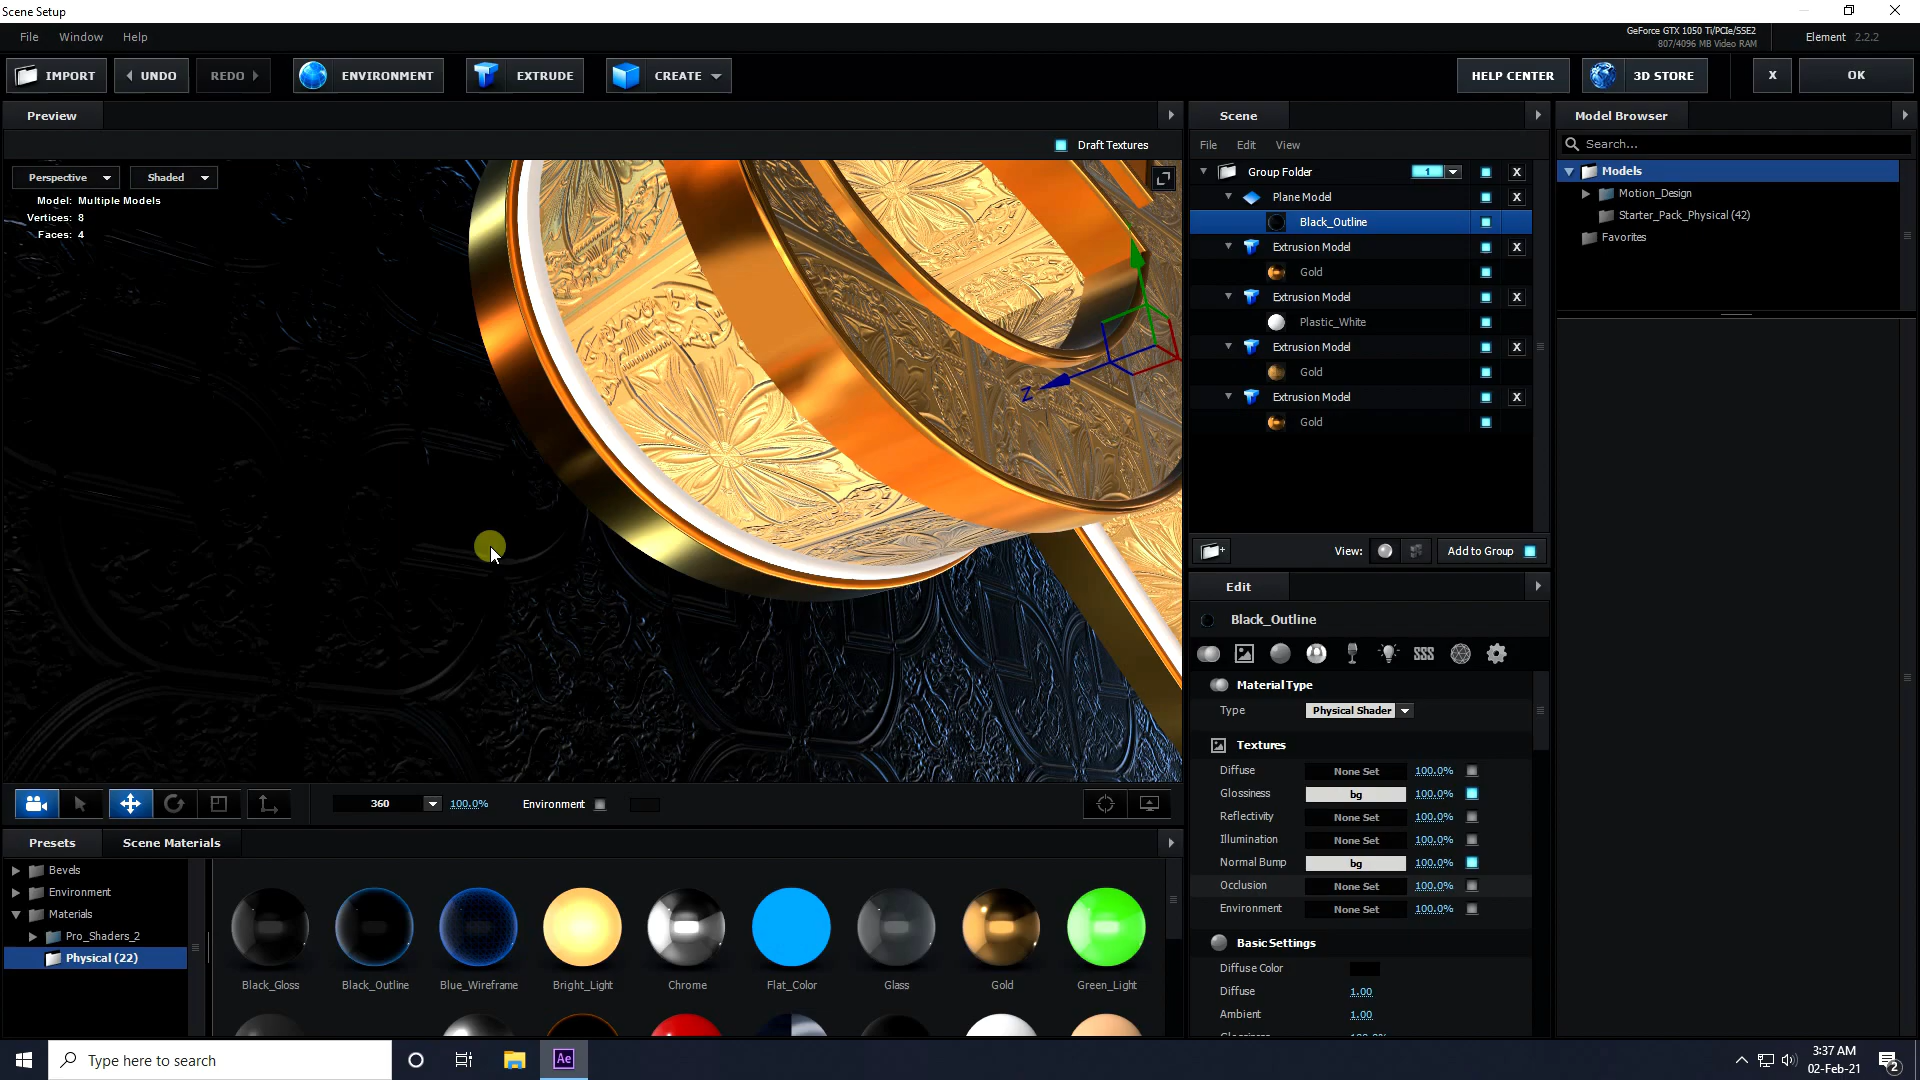 Scene Setup
File Window Help
GeForce GTX 1050 Ti/PCIe/SSE2
807/4096 MB Video RAM
Element 2.2.2
IMPORT UNDO REDO ENVIRONMENT EXTRUDE CREATE HELP CENTER 3D STORE X OK
Preview
Draft Textures
Perspective Shaded
Model: Multiple Models
Vertices: 8
Faces: 4
Z
360 100.0% Environment
Scene
File Edit View
Group Folder 1 X
Plane Model X
Black_Outline
Extrusion Model X
Gold
Extrusion Model X
Plastic_White
Extrusion Model X
Gold
Extrusion Model X
Gold
View: Add to Group
Edit
Black_Outline
Material Type
Type Physical Shader
Textures
Diffuse None Set 100.0%
Glossiness bg 100.0%
Reflectivity None Set 100.0%
Illumination None Set 100.0%
Normal Bump bg 100.0%
Occlusion None Set 100.0%
Environment None Set 100.0%
Basic Settings
Diffuse Color
Diffuse 1.00
Ambient 1.00
Model Browser
Search...
Models
Motion_Design
Starter_Pack_Physical (42)
Favorites
Presets Scene Materials
Bevels
Environment
Materials
Pro_Shaders_2
Physical (22)
Black_Gloss Black_Outline Blue_Wireframe Bright_Light Chrome Flat_Color Glass Gold Green_Light
Type here to search
Ae
3:37 AM
02-Feb-21
2